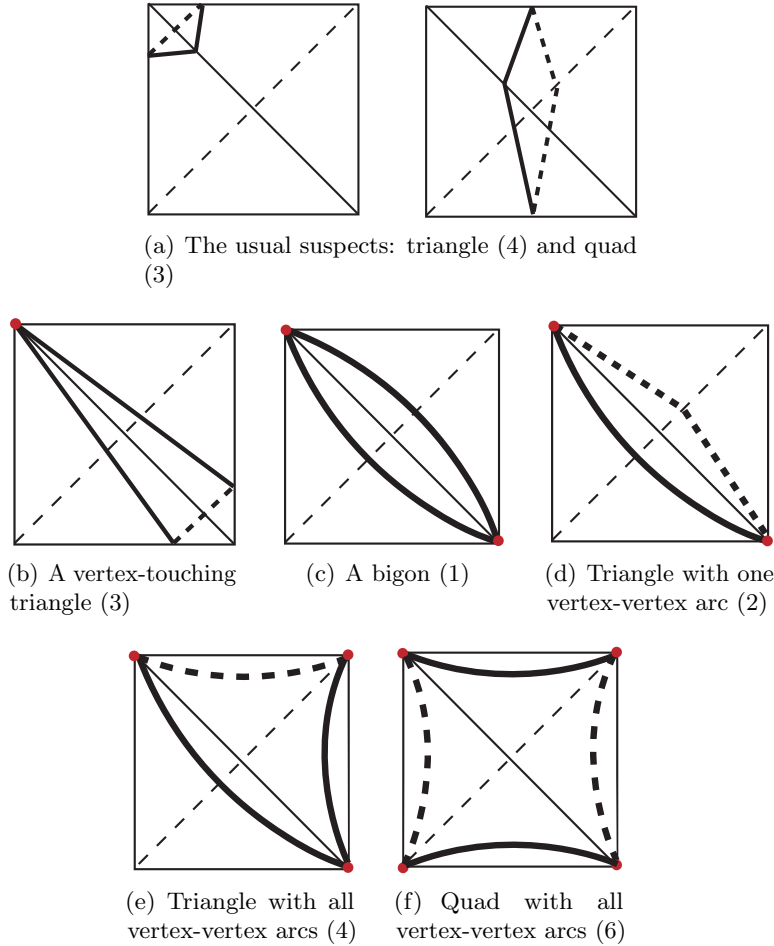 (a) The usual suspects: triangle (4) and quad
(3)
(b) A vertex-touching
triangle (3)
(c) A bigon (1)
(d) Triangle with one
vertex-vertex arc (2)
(e) Triangle with all
vertex-vertex arcs (4)
(f) Quad with all
vertex-vertex arcs (6)